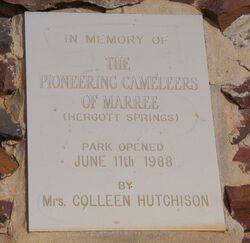 IN MEMORY OF
THE
PIONEERING CAMELEERS
OF MARREE
(HERGOTT SPRINGS)
PARK OPENED
JUNE 11th 1988
BY
Mrs. COLLEEN HUTCHISON